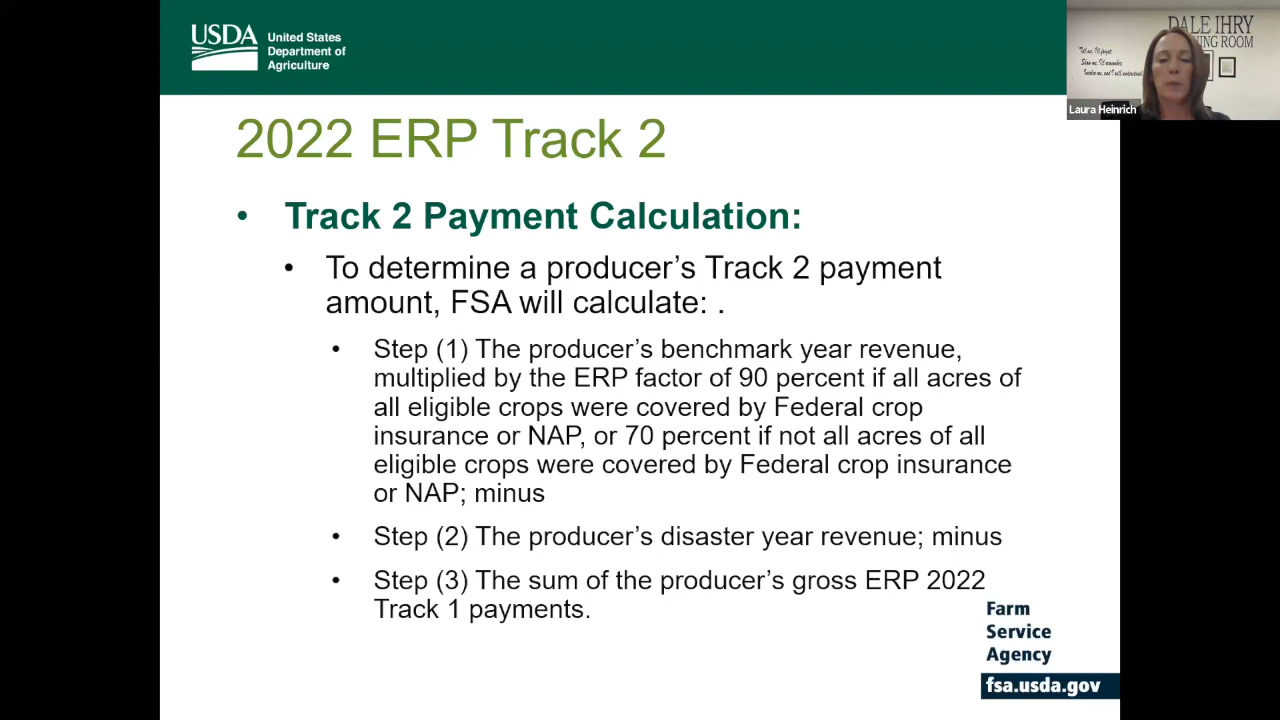 USDA
United States
Department of
Agriculture
DALE IHRY
NING ROOM
Laura Heinrich
2022 ERP Track 2
• Track 2 Payment Calculation:
• To determine a producer’s Track 2 payment
amount, FSA will calculate: .
• Step (1) The producer’s benchmark year revenue,
multiplied by the ERP factor of 90 percent if all acres of
all eligible crops were covered by Federal crop
insurance or NAP, or 70 percent if not all acres of all
eligible crops were covered by Federal crop insurance
or NAP; minus
• Step (2) The producer’s disaster year revenue; minus
• Step (3) The sum of the producer’s gross ERP 2022
Track 1 payments.
Farm
Service
Agency
fsa.usda.gov